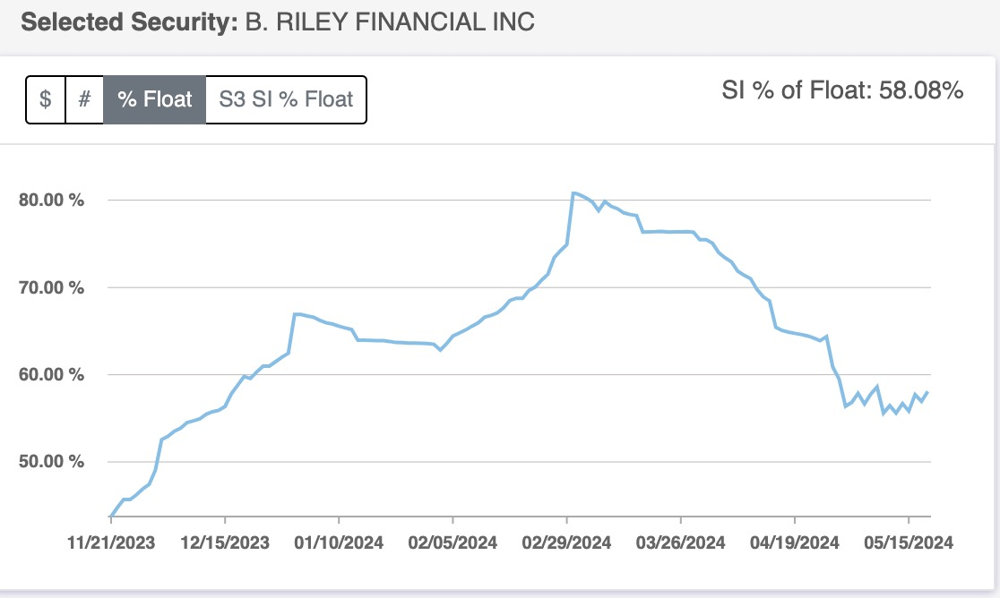 Selected Security: B. RILEY FINANCIAL INC
$ # % Float S3 SI % Float
SI % of Float: 58.08%
80.00 %
70.00 %
60.00 %
50.00 %
11/21/2023 12/15/2023 01/10/2024 02/05/2024 02/29/2024 03/26/2024 04/19/2024 05/15/2024